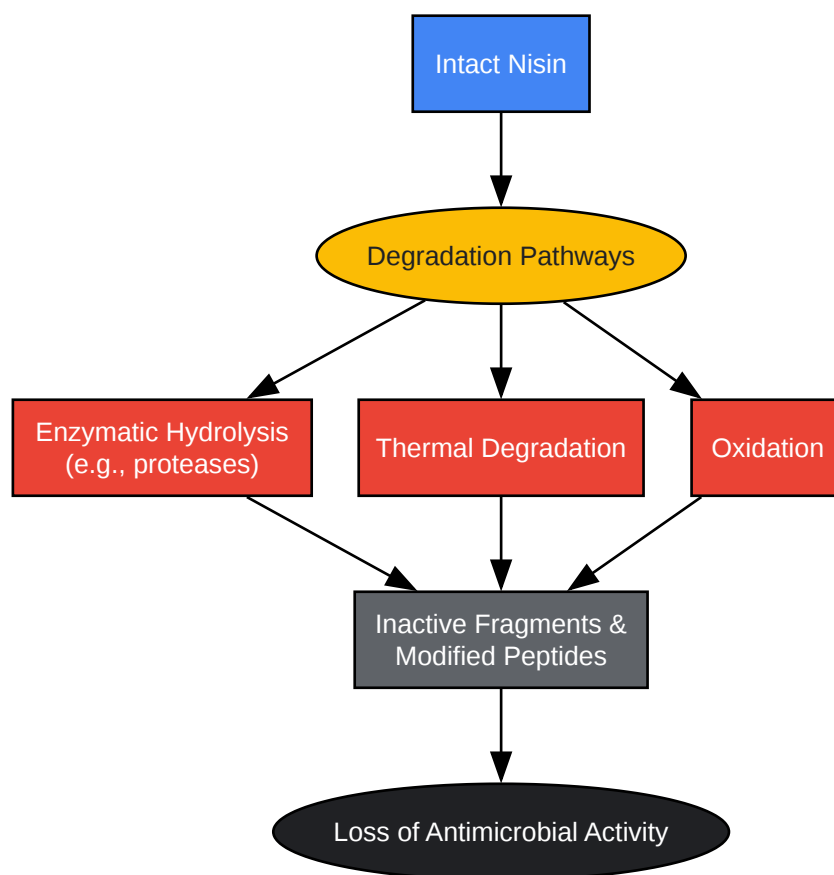 Intact Nisin
Degradation Pathways
Enzymatic Hydrolysis
(e.g., proteases)
Thermal Degradation
Oxidation
Inactive Fragments &
Modified Peptides
Loss of Antimicrobial Activity